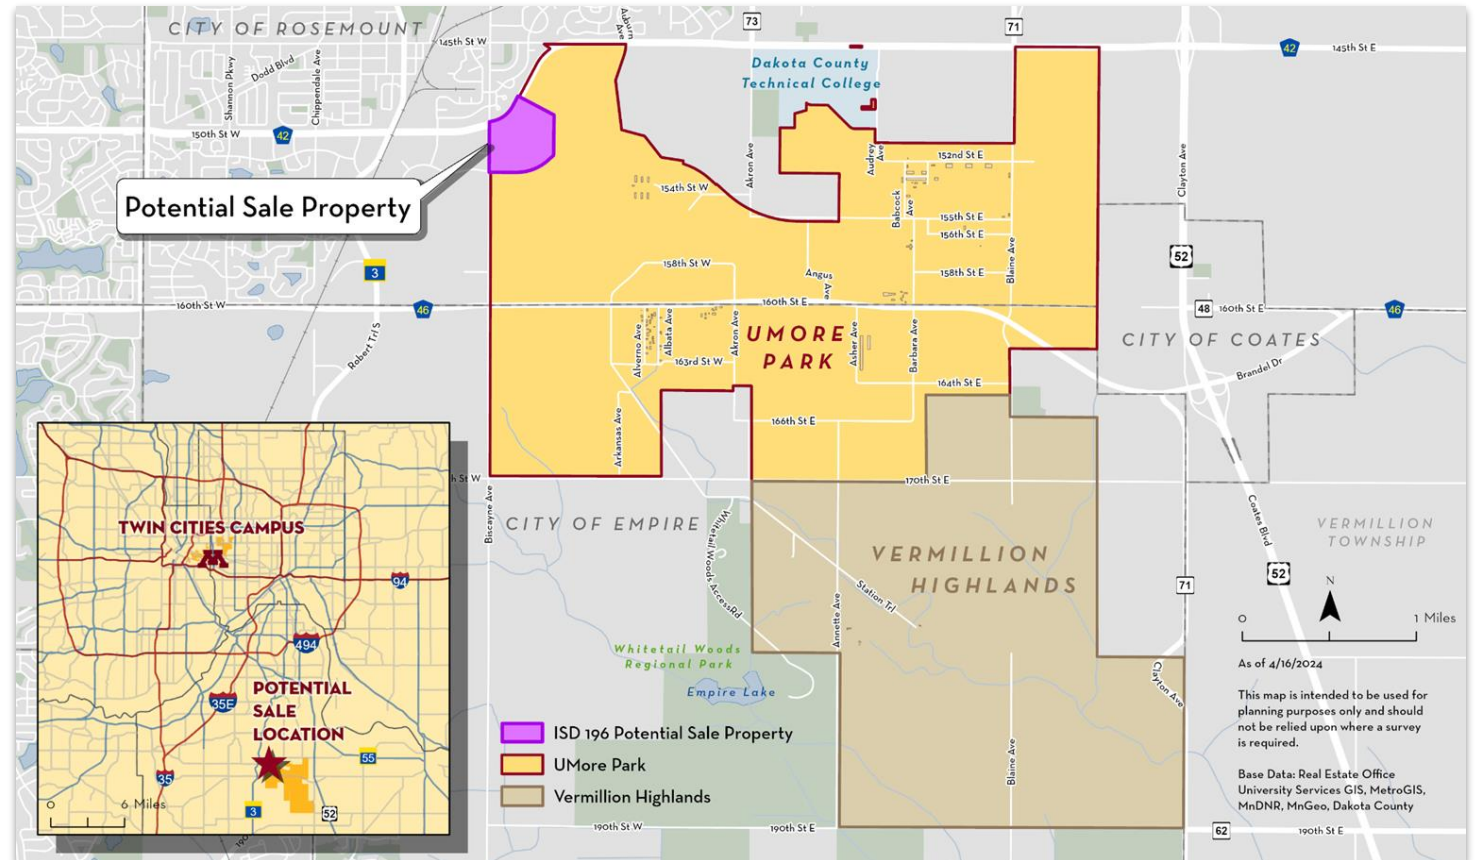 CITY OF ROSEMOUNT
145th St W
Auburn Ave
73
71
42
145th St E
Shannon Pkwy
Dodd Blvd
Chippendale Ave
150th St W
42
Dakota County
Technical College
Potential Sale Property
Akron Ave
Audrey Ave
152nd St E
Clayton Ave
154th St W
Babcock Ave
155th St E
156th St E
3
158th St W
Angus Ave
158th St E
Blaine Ave
52
160th St W
46
160th St E
48
160th St E
46
Robert Trl S
Alverno Ave
Albata Ave
Akron Ave
UMORE
PARK
Asher Ave
Barbara Ave
CITY OF COATES
163rd St W
164th St E
Brandel Dr
Arkansas Ave
166th St E
h St W
170th St E
Biscayne Ave
CITY OF EMPIRE
Whitetail Woods Access Rd
VERMILLION
HIGHLANDS
Coates Blvd
VERMILLION
TOWNSHIP
52
71
Station Trl
Annette Ave
Whitetail Woods
Regional Park
Empire Lake
Clayton Ave
Blaine Ave
TWIN CITIES CAMPUS
M
94
494
35E
POTENTIAL
SALE
LOCATION
55
35
3
52
0 6 Miles
190
ISD 196 Potential Sale Property
UMore Park
Vermillion Highlands
190th St W
190th St E
62
190th St E
N
0 1 Miles
As of 4/16/2024
This map is intended to be used for
planning purposes only and should
not be relied upon where a survey
is required.
Base Data: Real Estate Office
University Services GIS, MetroGIS,
MnDNR, MnGeo, Dakota County